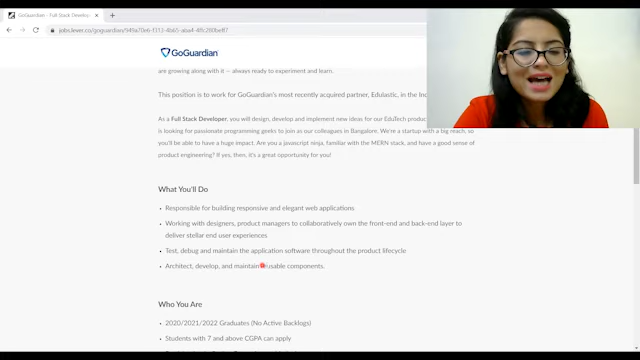 GoGuardian - Full Stack Develop
jobs.lever.co/goguardian/
GoGuardian
are growing along with it — always ready to experiment and learn.
This position is to work for GoGuardian's most recently acquired partner, Edulastic, in the
As a Full Stack Developer, you will design, develop and implement new ideas for our EduTech
is looking for passionate programming geeks to join as our colleagues in Bangalore. We're a startup with a big reach, so
you'll be able to have a huge impact. Are you a javascript ninja, familiar with the MERN stack, and have a good sense of
product engineering? If yes, then, it's a great opportunity for you!
What You'll Do
• Responsible for building responsive and elegant web applications
• Working with designers, product managers to collaboratively own the front-end and back-end layer to
deliver stellar end user experiences
• Test, debug and maintain the application software throughout the product lifecycle
• Architect, develop, and maintain components.
Who You Are
• 2020/2021/2022 Graduates (No Active Backlogs)
• Students with 7 and above CGPA can apply